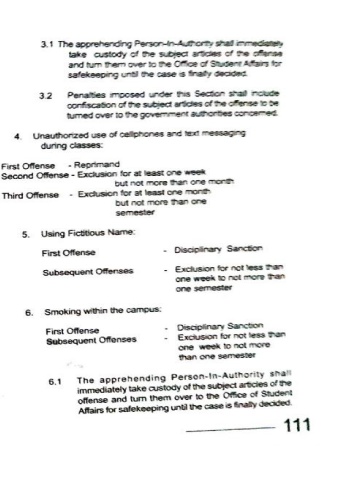 3.1 The apprehending Person-In-Authority shall immediately
take custody of the subject articles of the offense
and turn them over to the Office of Student Affairs for
safekeeping until the case is finally decided.
3.2 Penalties imposed under this Section shall include
confiscation of the subject articles of the offense to be
turned over to the government authorities concerned.
4. Unauthorized use of cellphones and text messaging
during classes:
First Offense - Reprimand
Second Offense - Exclusion for at least one week
but not more than one month
Third Offense - Exclusion for at least one month
but not more than one
semester
5. Using Fictitious Name:
First Offense - Disciplinary Sanction
Subsequent Offenses - Exclusion for not less than
one week to not more than
one semester
6. Smoking within the campus:
First Offense - Disciplinary Sanction
Subsequent Offenses - Exclusion for not less than
one week to not more
than one semester
6.1 The apprehending Person-In-Authority shall
immediately take custody of the subject articles of the
offense and turn them over to the Office of Student
Affairs for safekeeping until the case is finally decided.
111